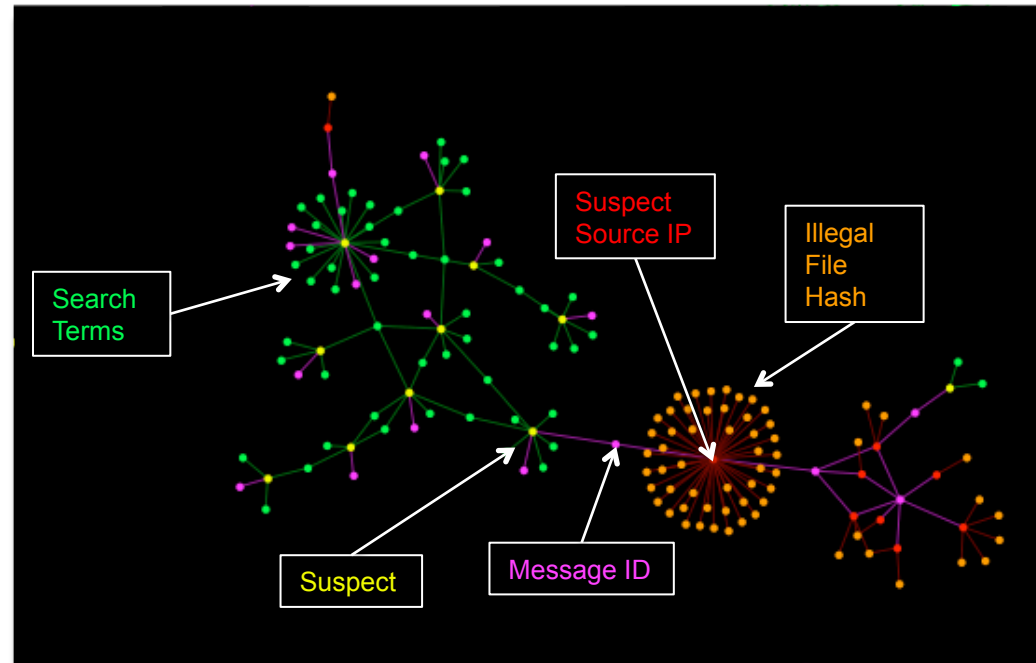 Suspect
Source IP
Illegal
File
Hash
Search
Terms
Suspect
Message ID